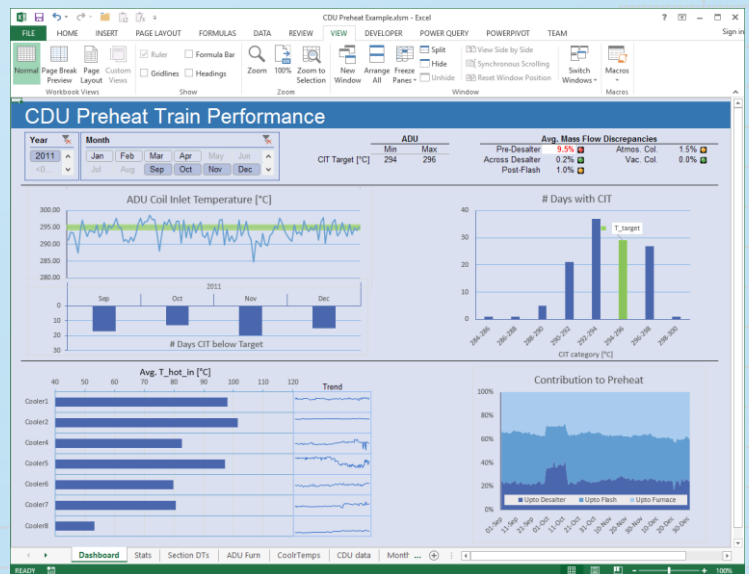 CDU Preheat Example.xlsm - Excel
Sign in
FILE HOME INSERT PAGE LAYOUT FORMULAS DATA REVIEW VIEW DEVELOPER POWER QUERY POWERPIVOT TEAM
Normal Page Break Preview Page Layout Custom Views
Workbook Views
Ruler Formula Bar
Gridlines Headings
Show
Zoom 100% Zoom to Selection
Zoom
New Window Arrange All Freeze Panes
Split
Hide
Unhide
View Side by Side
Synchronous Scrolling
Reset Window Position
Switch Windows
Window
Macros
Macros
CDU Preheat Train Performance
Year
2011
<0...
Month
Jan Feb Mar Apr May Jun
Jul Aug Sep Oct Nov Dec
ADU
Min Max
CIT Target [°C] 294 296
Avg. Mass Flow Discrepancies
Pre-Desalter 9.5% Atmos. Col. 1.5%
Across Desalter 0.2% Vac. Col. 0.0%
Post-Flash 1.0%
ADU Coil Inlet Temperature [°C]
300.00
295.00
290.00
285.00
280.00
2011
Sep Oct Nov Dec
0
10
20
30
# Days CIT below Target
# Days with CIT
40
30
20
10
0
T_target
284-286 286-288 288-290 290-292 292-294 294-296 296-298 298-300
CIT category [°C]
Avg. T_hot_in [°C]
40 50 60 70 80 90 100 110 120
Trend
Cooler1
Cooler2
Cooler4
Cooler5
Cooler6
Cooler7
Cooler8
Contribution to Preheat
100%
80%
60%
40%
20%
0%
Upto Desalter Upto Flash Upto Furnace
01-Sep 11-Sep 21-Sep 01-Oct 11-Oct 21-Oct 31-Oct 10-Nov 20-Nov 30-Nov 10-Dec 20-Dec 30-Dec
Dashboard Stats Section DTs ADU Furn CoolrTemps CDU data Montf ...
READY
100%